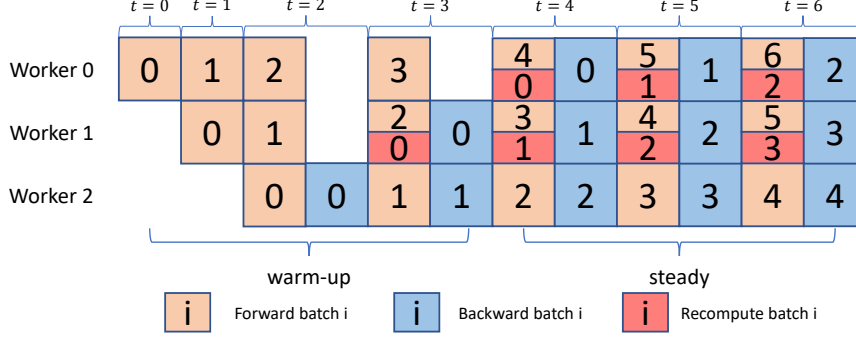 t = 0 t = 1 t = 2 t = 3 t = 4 t = 5 t = 6
Worker 0 0 1 2 3 4 0 0 5 1 1 6 2 2
Worker 1 0 1 2 0 0 3 1 1 4 2 2 5 3 3
Worker 2 0 0 1 1 2 2 3 3 4 4
warm-up steady
i Forward batch i i Backward batch i i Recompute batch i